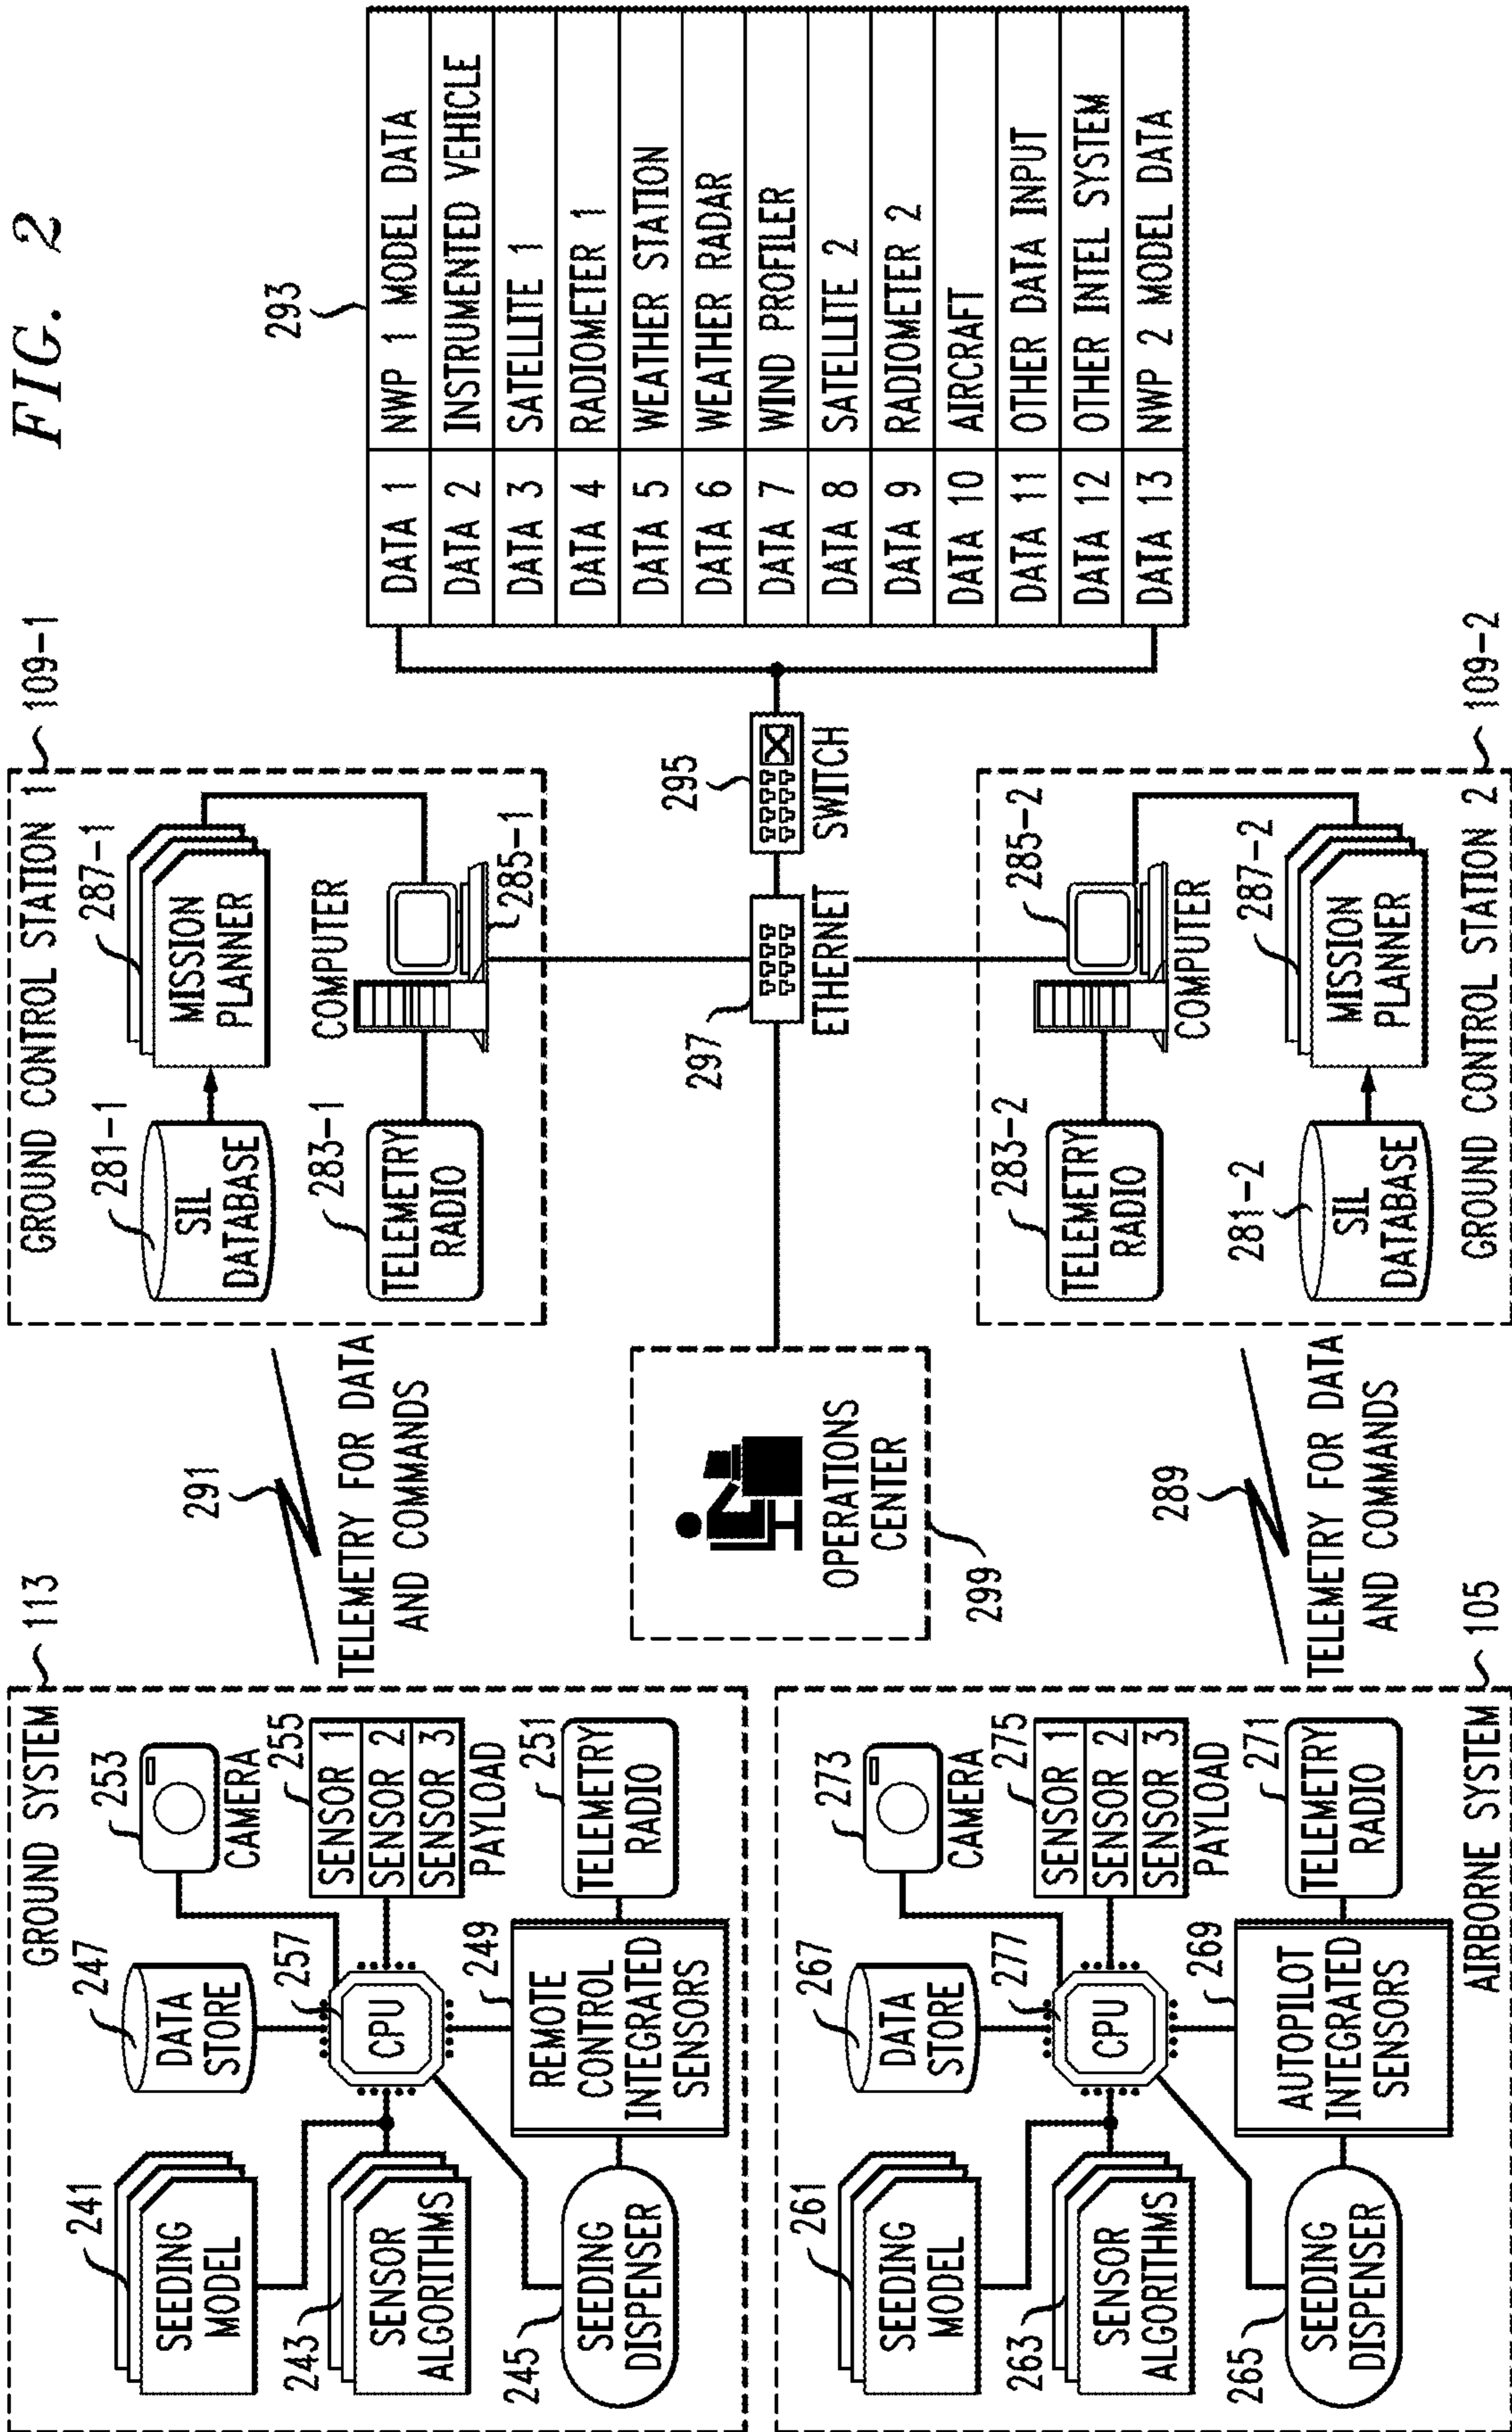 FIG. 2
GROUND SYSTEM
113
241
SEEDING
MODEL
243
SENSOR
ALGORITHMS
245
SEEDING
DISPENSER
247
DATA
STORE
257
CPU
249
REMOTE
CONTROL
INTEGRATED
SENSORS
253
CAMERA
255
SENSOR 1
SENSOR 2
SENSOR 3
PAYLOAD
251
TELEMETRY
RADIO
291
TELEMETRY FOR DATA
AND COMMANDS
GROUND CONTROL STATION 1
109-1
281-1
SIL
DATABASE
287-1
MISSION
PLANNER
283-1
TELEMETRY
RADIO
COMPUTER
285-1
261
SEEDING
MODEL
263
SENSOR
ALGORITHMS
265
SEEDING
DISPENSER
267
DATA
STORE
277
CPU
269
AUTOPILOT
INTEGRATED
SENSORS
273
CAMERA
275
SENSOR 1
SENSOR 2
SENSOR 3
PAYLOAD
271
TELEMETRY
RADIO
AIRBORNE SYSTEM
105
289
TELEMETRY FOR DATA
AND COMMANDS
OPERATIONS
CENTER
299
297
ETHERNET
295
SWITCH
283-2
TELEMETRY
RADIO
285-2
COMPUTER
281-2
SIL
DATABASE
287-2
MISSION
PLANNER
GROUND CONTROL STATION 2
109-2
293
DATA 1 NWP 1 MODEL DATA
DATA 2 INSTRUMENTED VEHICLE
DATA 3 SATELLITE 1
DATA 4 RADIOMETER 1
DATA 5 WEATHER STATION
DATA 6 WEATHER RADAR
DATA 7 WIND PROFILER
DATA 8 SATELLITE 2
DATA 9 RADIOMETER 2
DATA 10 AIRCRAFT
DATA 11 OTHER DATA INPUT
DATA 12 OTHER INTEL SYSTEM
DATA 13 NWP 2 MODEL DATA